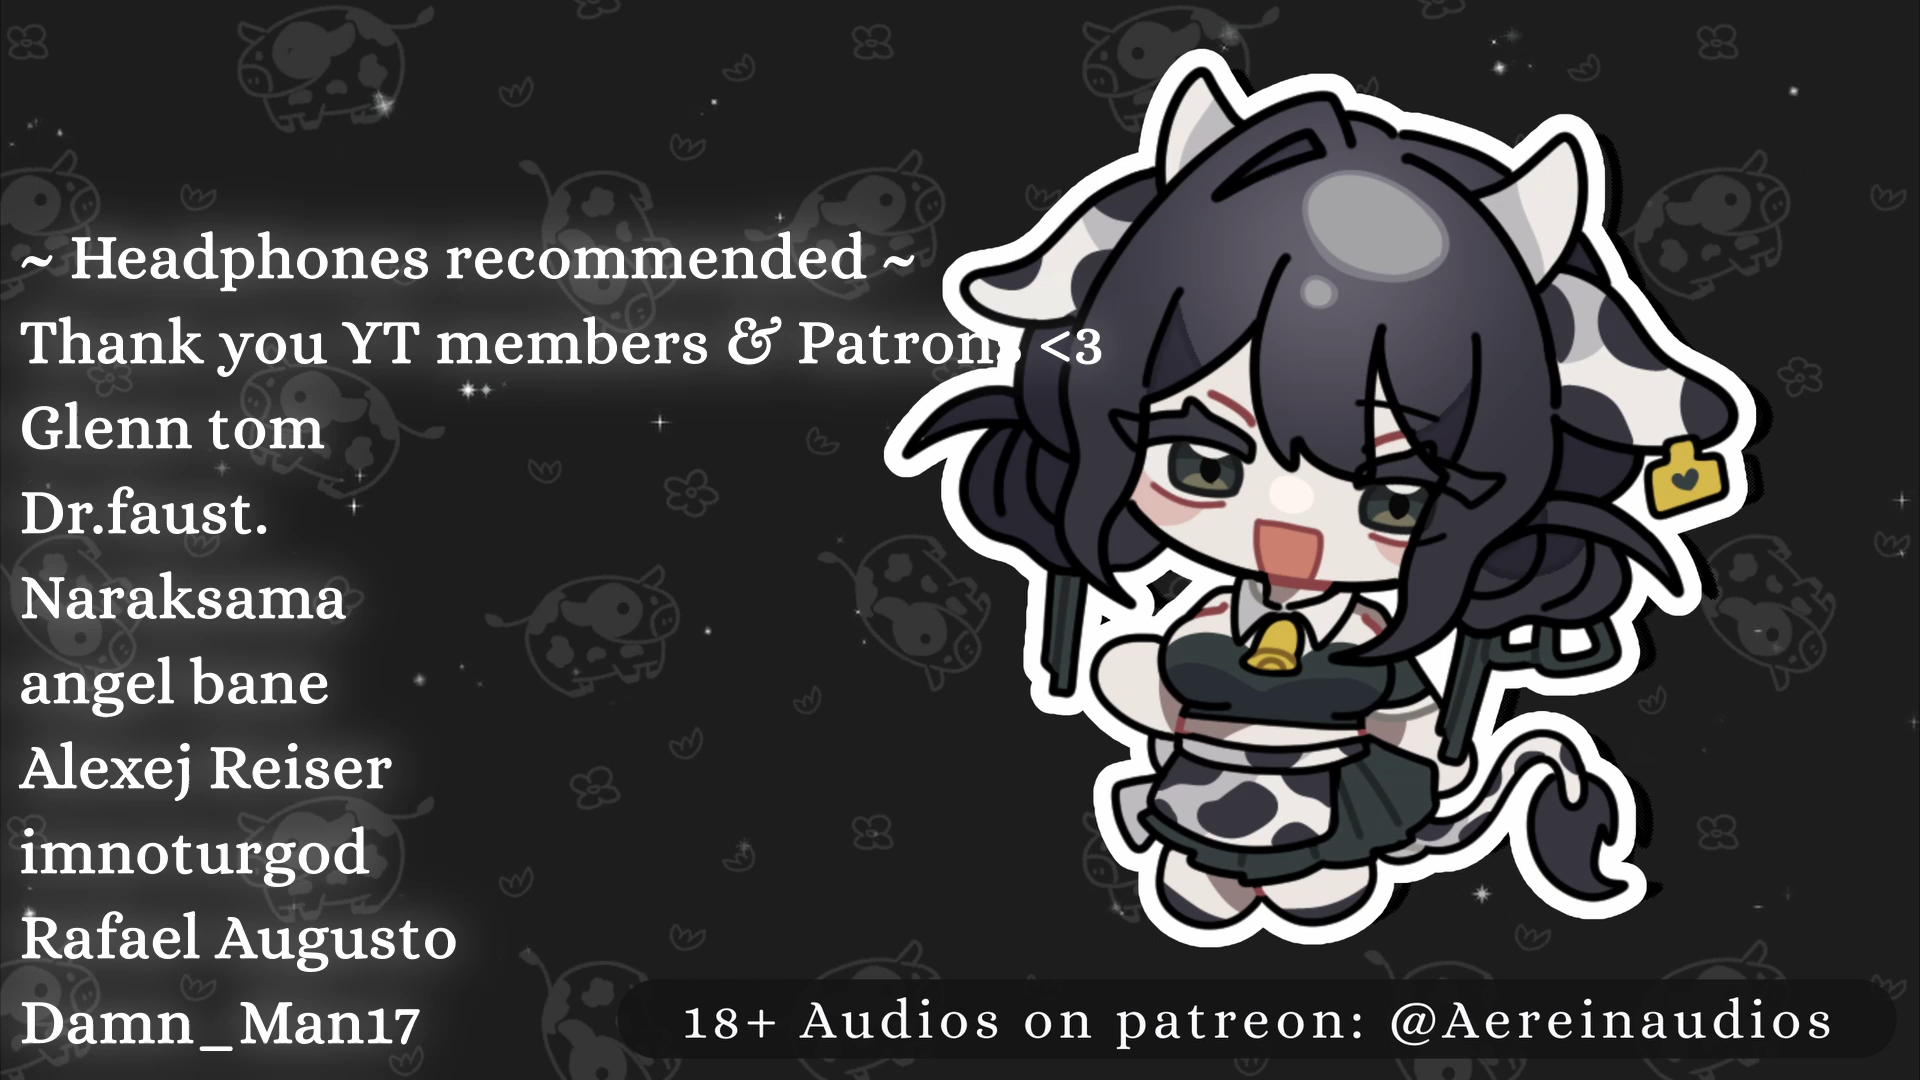 ~ Headphones recommended ~
Thank you YT members & Patrons <3
Glenn tom
Dr.faust.
Naraksama
angel bane
Alexej Reiser
imnoturgod
Rafael Augusto
Damn_Man17
18+ Audios on patreon: @Aereinaudios